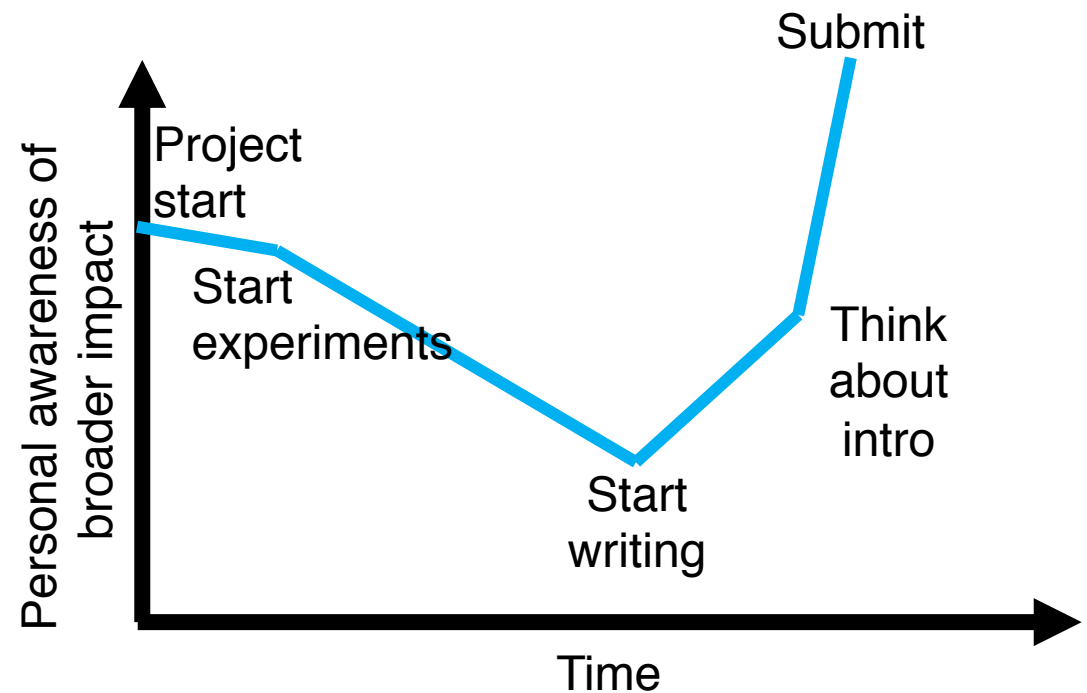 Submit
Project
start
Personal awareness of
broader impact
Start
experiments
Think
about
intro
Start
writing
Time